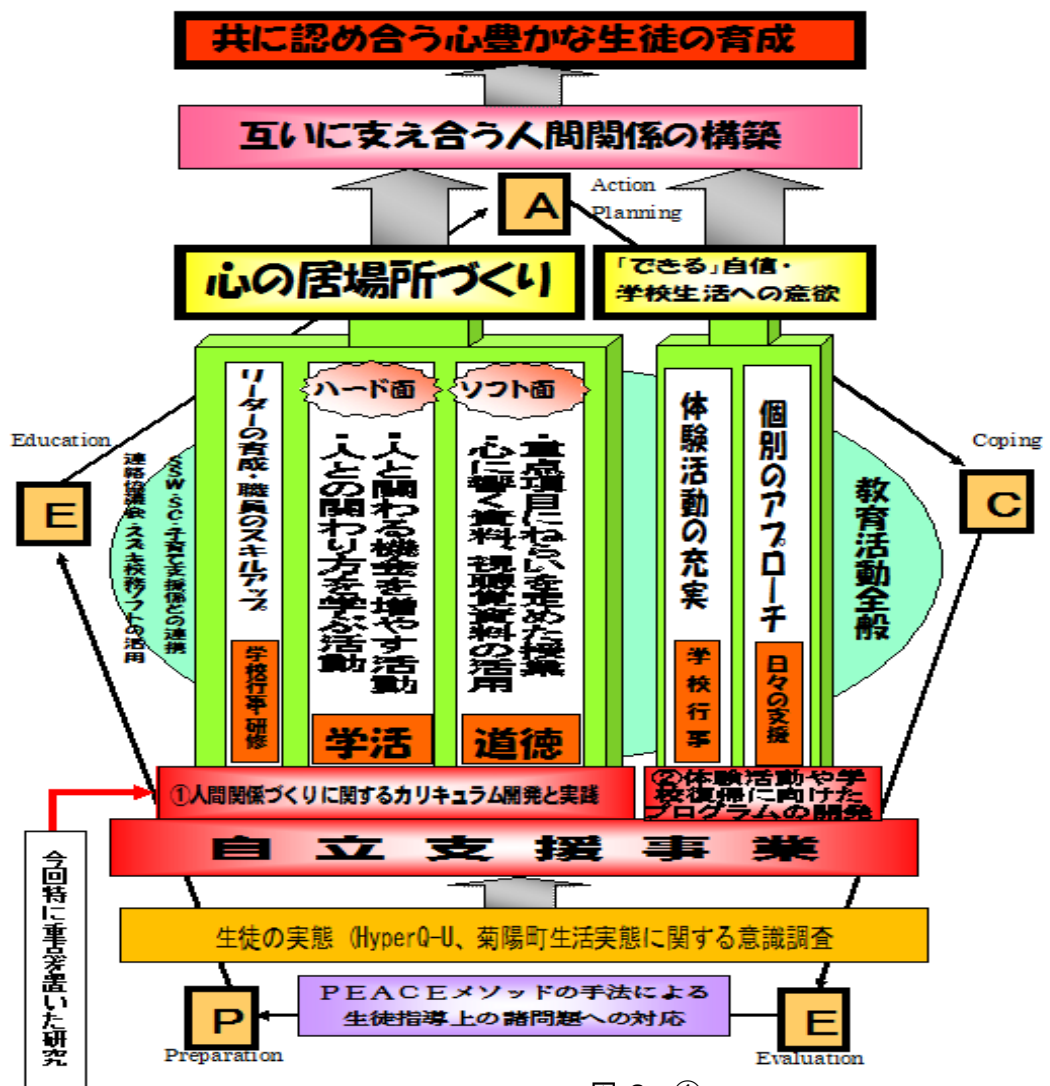 共に認め合う心豊かな生徒の育成
互いに支え合う人間関係の構築
A
Action
Planning
心の居場所づくり
「できる」自信・
学校生活への意欲
Education
E
Coping
C
SSW・SC・子育て支援係との連携
連絡協議会・スズキ校務ソフトの活用
リーダーの育成・職員のスキルアップ
学校行事・研修
ハード面
・人と関わる機会を増やす活動
・人との関わり方を学ぶ活動
学活
ソフト面
・重点項目にねらいを定めた授業
・心に響く資料、視聴覚資料の活用
道徳
体験活動の充実
学校行事
個別のアプローチ
日々の支援
教育活動全般
①人間関係づくりに関するカリキュラム開発と実践
②体験活動や学
校復帰に向けた
プログラムの開発
自立支援事業
今回特に重点を置いた研究
生徒の実態（HyperQ-U、菊陽町生活実態に関する意識調査
PEACEメソッドの手法による
生徒指導上の諸問題への対応
P
Preparation
E
Evaluation